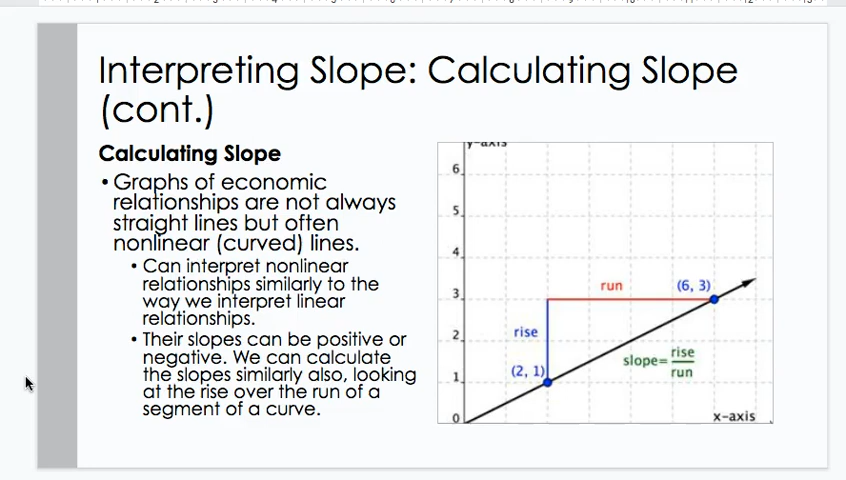 Interpreting Slope: Calculating Slope
(cont.)
Calculating Slope
• Graphs of economic
relationships are not always
straight lines but often
nonlinear (curved) lines.
• Can interpret nonlinear
relationships similarly to the
way we interpret linear
relationships.
• Their slopes can be positive or
negative. We can calculate
the slopes similarly also, looking
at the rise over the run of a
segment of a curve.
y-axis
6
5
4
run
(6, 3)
3
rise
2
slope=rise/run
(2, 1)
1
0
x-axis